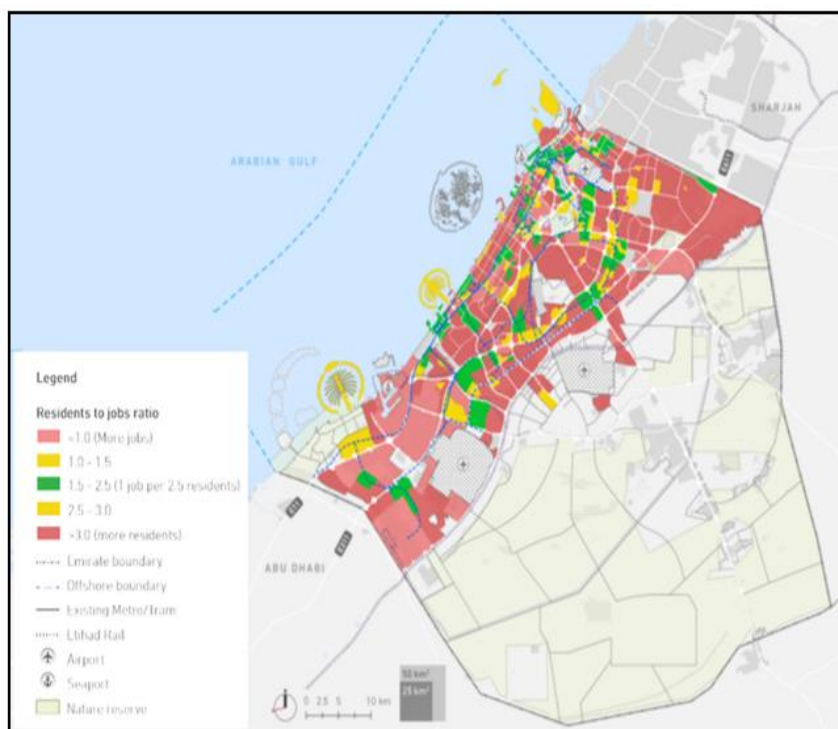 ARABIAN GULF
SHARJAH
E611
Legend
Residents to jobs ratio
<1.0 (More jobs)
1.0 - 1.5
1.5 - 2.5 (1 job per 2.5 residents)
2.5 - 3.0
>3.0 (more residents)
Emirate boundary
Offshore boundary
Existing Metro/Tram
Etihad Rail
Airport
Seaport
Nature reserve
E11
ABU DHABI
0 2.5 5 10 km
50 km²
25 km²